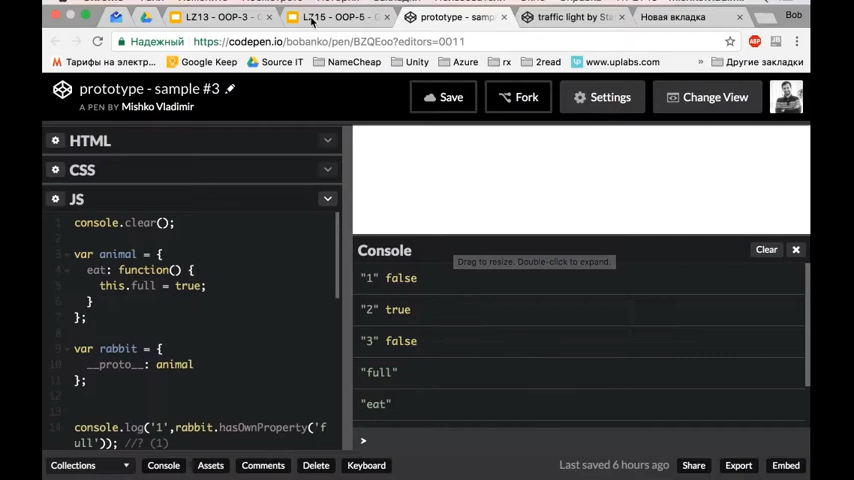 LZ13 - OOP-3 - G
LZ15 - OOP-5 - G
prototype - samp
traffic light by Sta
Новая вкладка
Bob
Надежный
https://codepen.io/bobanko/pen/BZQEoo?editors=0011
Тарифы на электр...
Google Keep
Source IT
NameCheap
Unity
Azure
rx
2read
www.uplabs.com
»
Другие закладки
prototype - sample #3
A PEN BY Mishko Vladimir
Save
Fork
Settings
Change View
HTML
CSS
JS
1 console.clear();
2
3 var animal = {
4 eat: function() {
5 this.full = true;
6 }
7 };
8
9 var rabbit = {
10 __proto__: animal
11 };
12
13
14 console.log('1',rabbit.hasOwnProperty('f
ull')); //? (1)
Console
Clear
Drag to resize. Double-click to expand.
"1" false
"2" true
"3" false
"full"
"eat"
>
Collections
Console
Assets
Comments
Delete
Keyboard
Last saved 6 hours ago
Share
Export
Embed